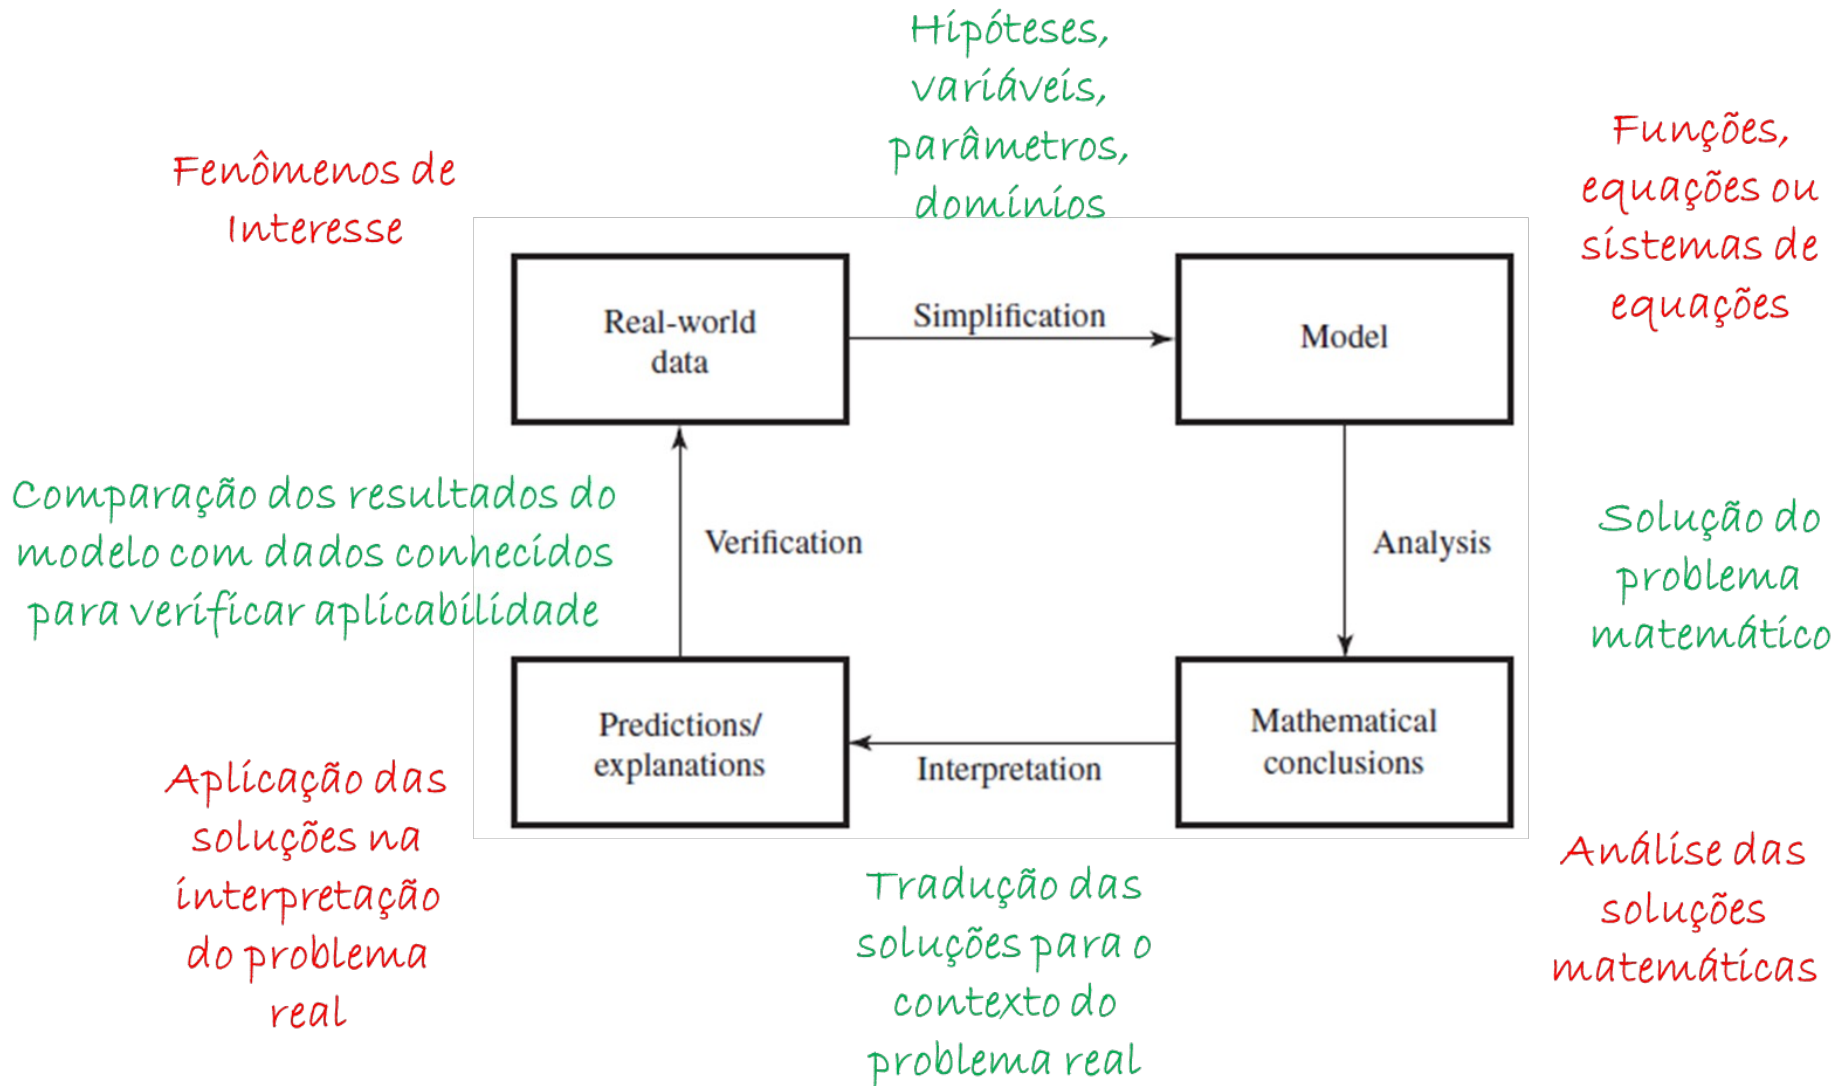 Hipóteses,
variáveis,
parâmetros,
domínios
Fenômenos de
Interesse
Funções,
equações ou
sistemas de
equações
Real-world
data
Simplification
Model
Comparação dos resultados do
modelo com dados conhecidos
para verificar aplicabilidade
Verification
Analysis
Solução do
problema
matemático
Predictions/
explanations
Interpretation
Mathematical
conclusions
Aplicação das
soluções na
interpretação
do problema
real
Tradução das
soluções para o
contexto do
problema real
Análise das
soluções
matemáticas